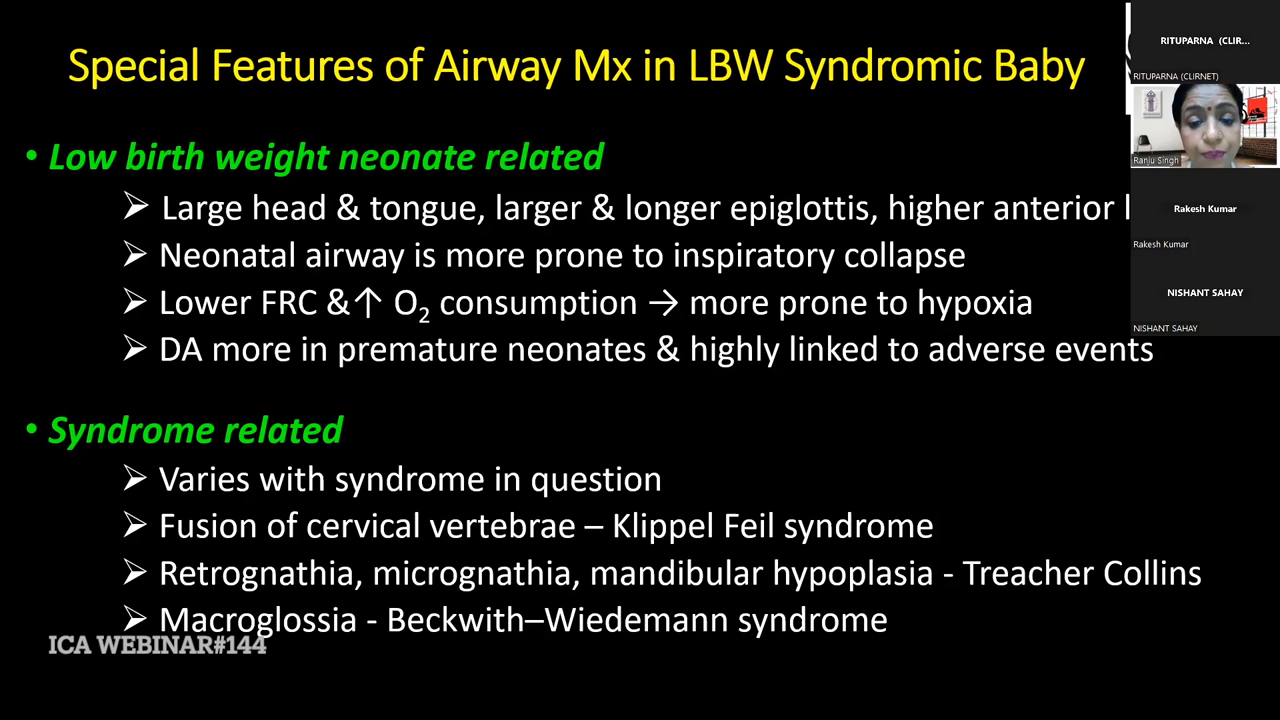 Special Features of Airway Mx in LBW Syndromic Baby
• Low birth weight neonate related
➢ Large head & tongue, larger & longer epiglottis, higher anterior
➢ Neonatal airway is more prone to inspiratory collapse
➢ Lower FRC &↑ O₂ consumption → more prone to hypoxia
➢ DA more in premature neonates & highly linked to adverse events
• Syndrome related
➢ Varies with syndrome in question
➢ Fusion of cervical vertebrae – Klippel Feil syndrome
➢ Retrognathia, micrognathia, mandibular hypoplasia - Treacher Collins
➢ Macroglossia - Beckwith–Wiedemann syndrome
ICA WEBINAR#144
RITUPARNA (CLIR...
RITUPARNA (CLIRNET)
Ranju Singh
Rakesh Kumar
Rakesh Kumar
NISHANT SAHAY
NISHANT SAHAY